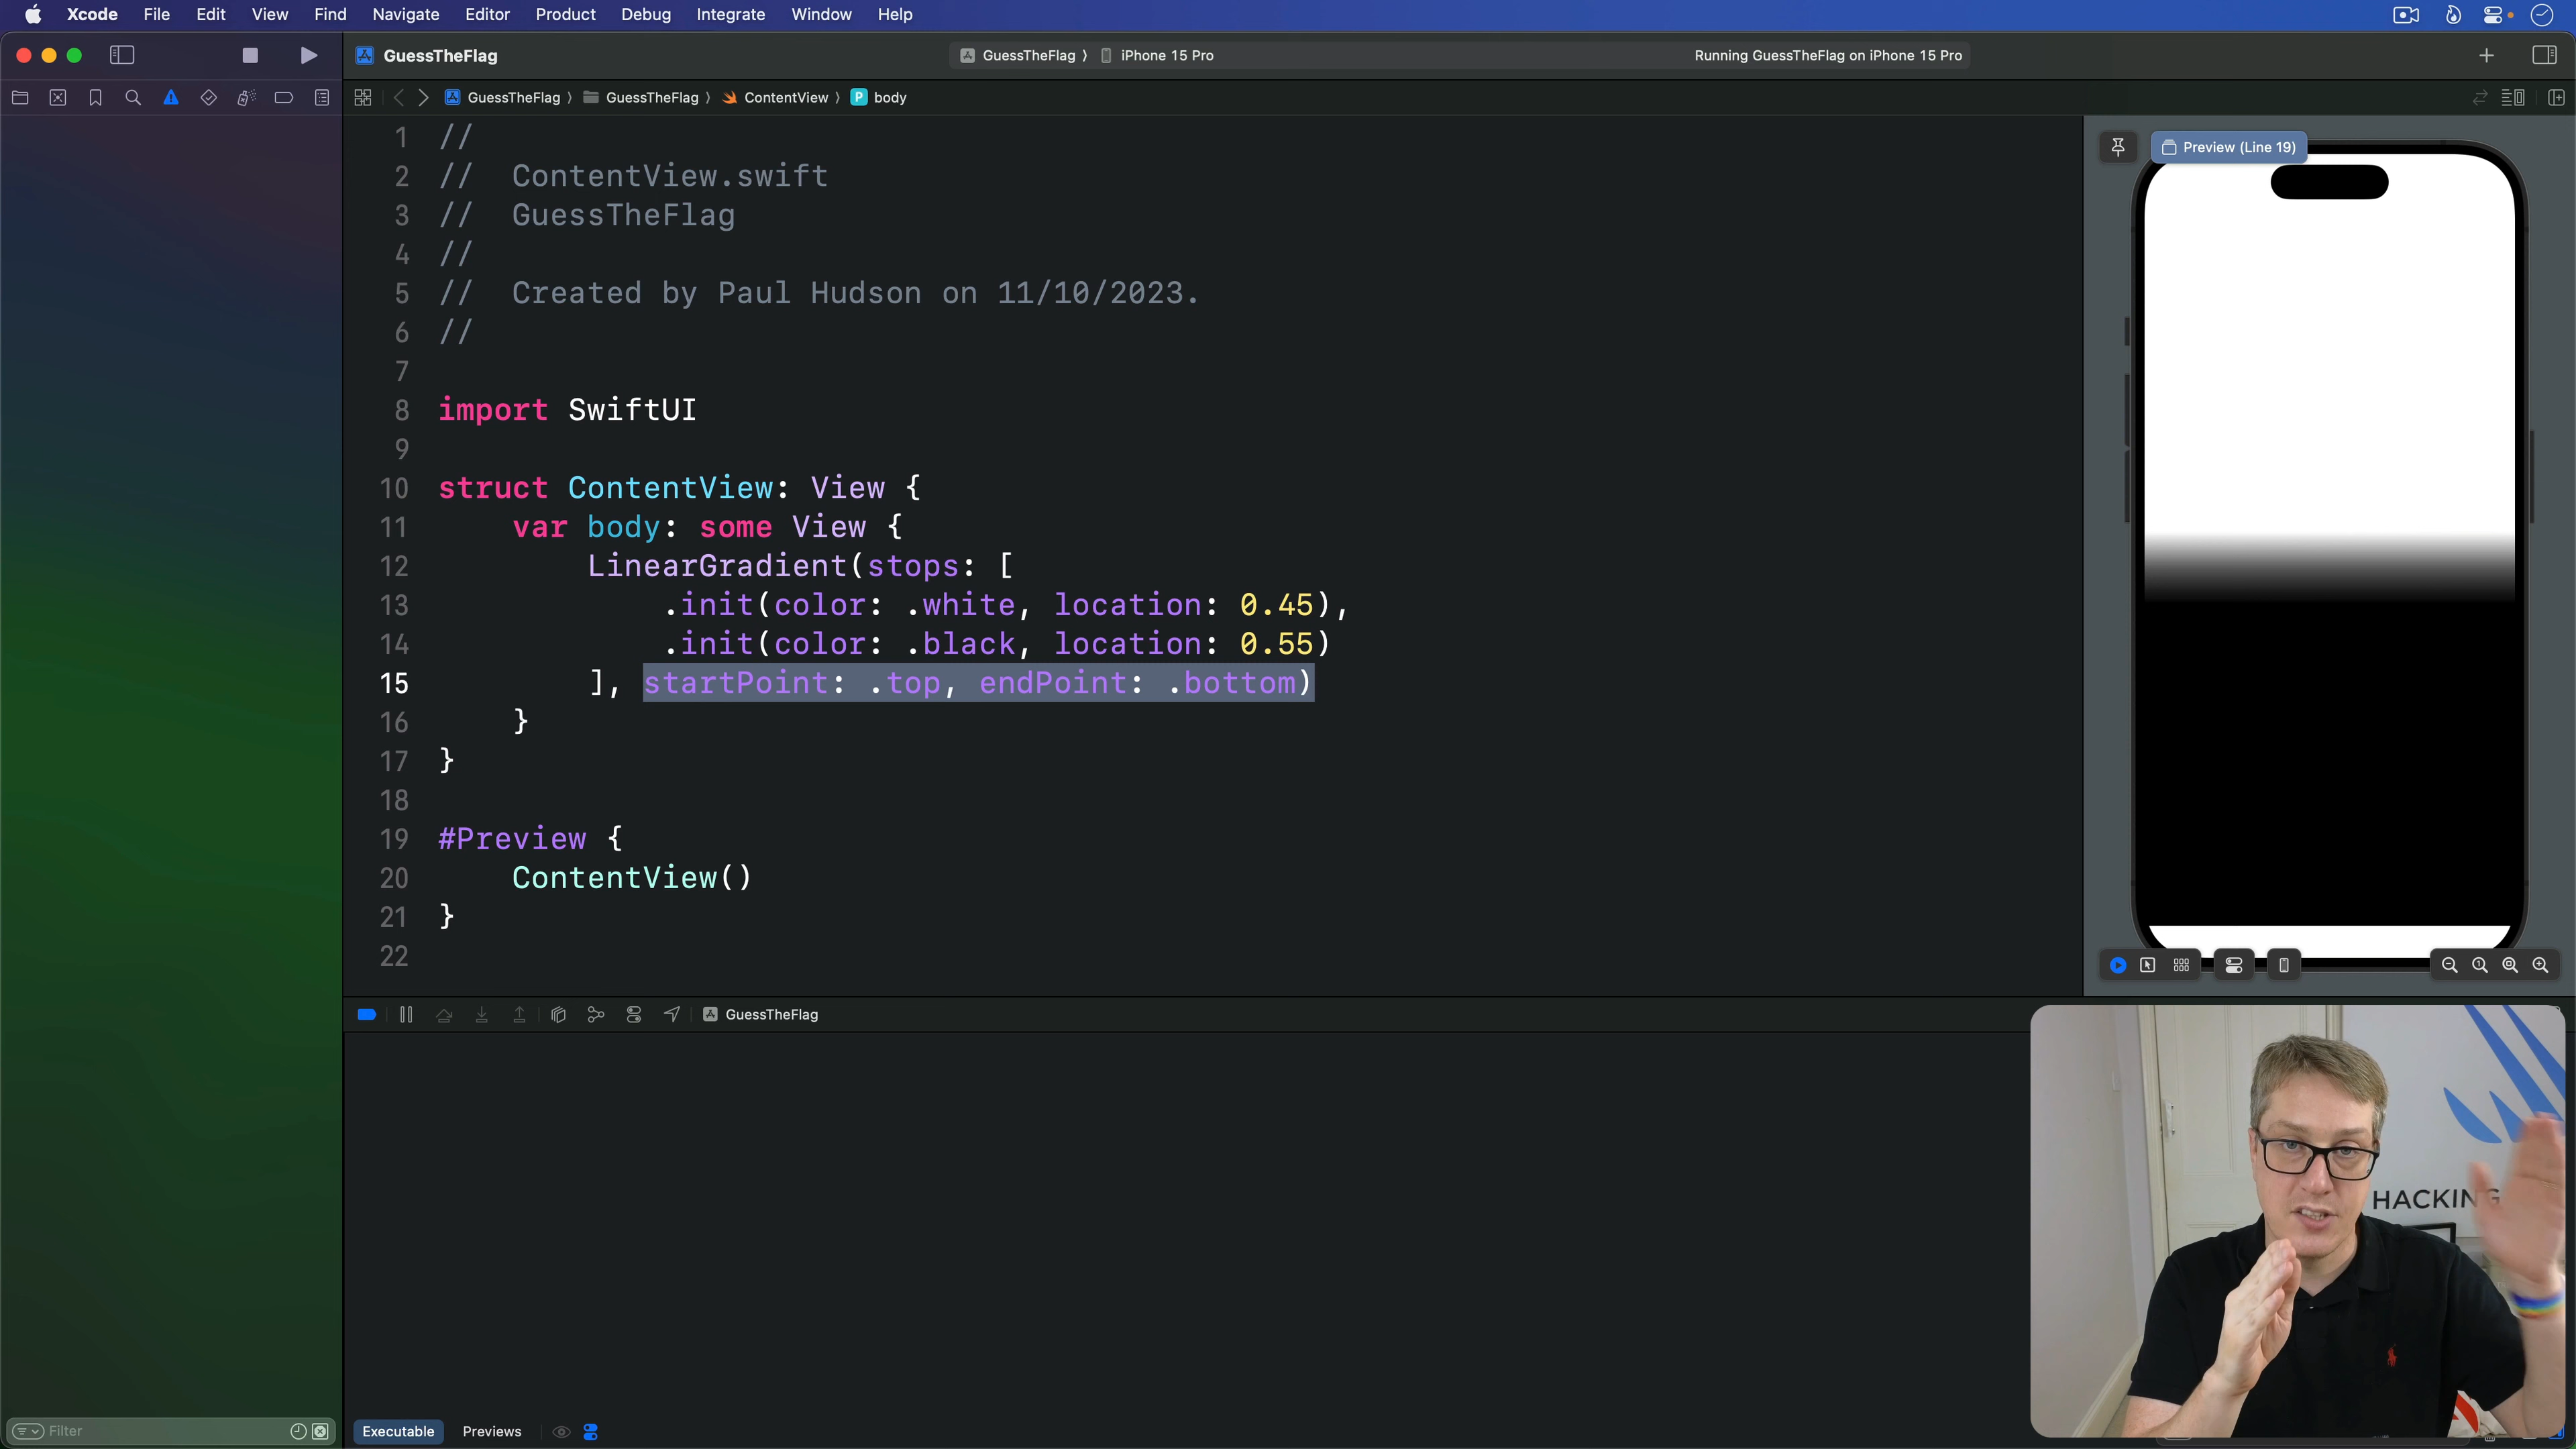 Xcode File Edit View Find Navigate Editor Product Debug Integrate Window Help
GuessTheFlag
GuessTheFlag ⟩ iPhone 15 Pro
Running GuessTheFlag on iPhone 15 Pro
GuessTheFlag ⟩ GuessTheFlag ⟩ ContentView ⟩ P body
1 //
2 //  ContentView.swift
3 //  GuessTheFlag
4 //
5 //  Created by Paul Hudson on 11/10/2023.
6 //
7
8 import SwiftUI
9
10 struct ContentView: View {
11     var body: some View {
12         LinearGradient(stops: [
13             .init(color: .white, location: 0.45),
14             .init(color: .black, location: 0.55)
15         ], startPoint: .top, endPoint: .bottom)
16     }
17 }
18
19 #Preview {
20     ContentView()
21 }
22
Preview (Line 19)
GuessTheFlag
HACKING
Filter
Executable Previews